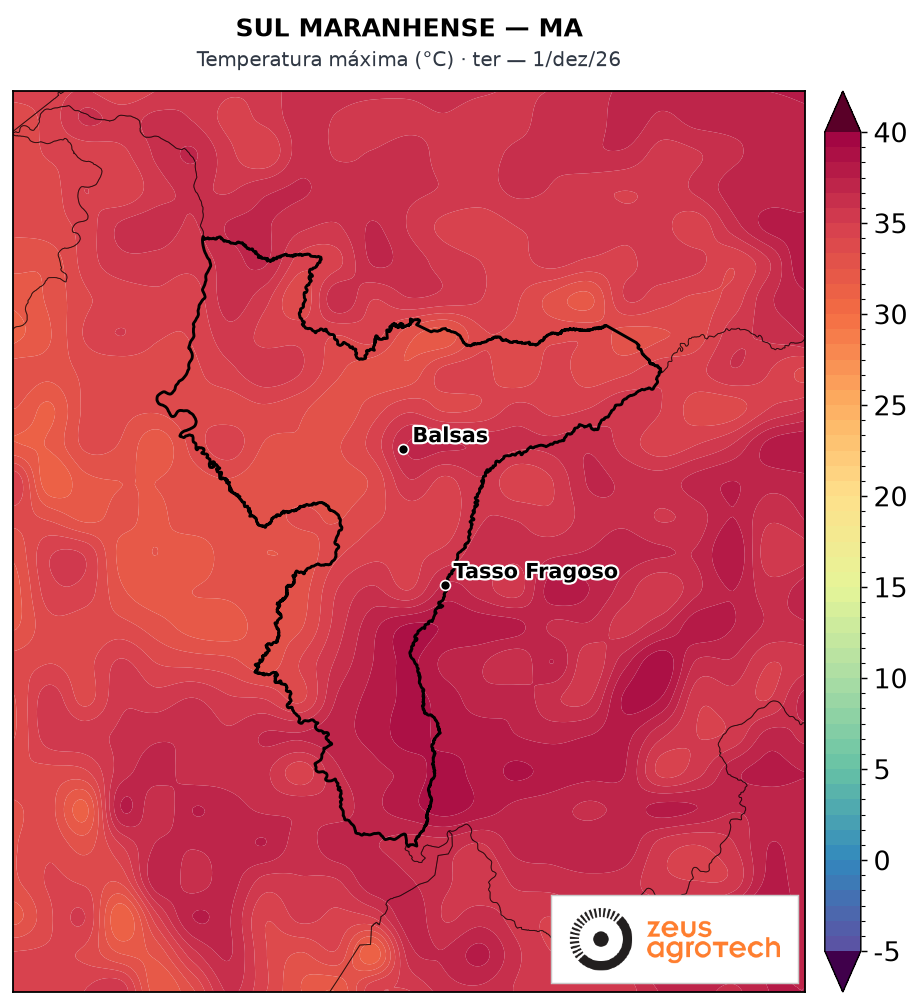 SUL MARANHENSE — MA
Temperatura máxima (°C) · ter — 1/dez/26
40
35
30
25
20
15
10
5
0
-5
Balsas
Tasso Fragoso
zeus
agrotech